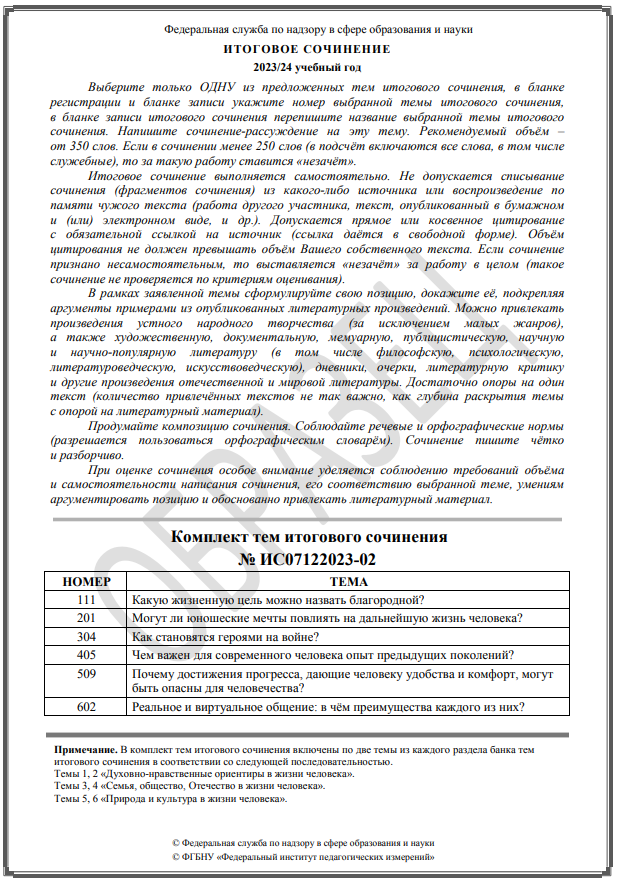 Федеральная служба по надзору в сфере образования и науки
ИТОГОВОЕ СОЧИНЕНИЕ
2023/24 учебный год
Выберите только ОДНУ из предложенных тем итогового сочинения, в бланке
регистрации и бланке записи укажите номер выбранной темы итогового сочинения,
в бланке записи итогового сочинения перепишите название выбранной темы итогового
сочинения. Напишите сочинение-рассуждение на эту тему. Рекомендуемый объём –
от 350 слов. Если в сочинении менее 250 слов (в подсчёт включаются все слова, в том числе
служебные), то за такую работу ставится «незачёт».
Итоговое сочинение выполняется самостоятельно. Не допускается списывание
сочинения (фрагментов сочинения) из какого-либо источника или воспроизведение по
памяти чужого текста (работа другого участника, текст, опубликованный в бумажном
и (или) электронном виде, и др.). Допускается прямое или косвенное цитирование
с обязательной ссылкой на источник (ссылка даётся в свободной форме). Объём
цитирования не должен превышать объём Вашего собственного текста. Если сочинение
признано несамостоятельным, то выставляется «незачёт» за работу в целом (такое
сочинение не проверяется по критериям оценивания).
В рамках заявленной темы сформулируйте свою позицию, докажите её, подкрепляя
аргументы примерами из опубликованных литературных произведений. Можно привлекать
произведения устного народного творчества (за исключением малых жанров),
а также художественную, документальную, мемуарную, публицистическую, научную
и научно-популярную литературу (в том числе философскую, психологическую,
литературоведческую, искусствоведческую), дневники, очерки, литературную критику
и другие произведения отечественной и мировой литературы. Достаточно опоры на один
текст (количество привлечённых текстов не так важно, как глубина раскрытия темы
с опорой на литературный материал).
Продумайте композицию сочинения. Соблюдайте речевые и орфографические нормы
(разрешается пользоваться орфографическим словарём). Сочинение пишите чётко
и разборчиво.
При оценке сочинения особое внимание уделяется соблюдению требований объёма
и самостоятельности написания сочинения, его соответствию выбранной теме, умениям
аргументировать позицию и обоснованно привлекать литературный материал.
ОБРАЗЕЦ
Комплект тем итогового сочинения
№ ИС07122023-02
НОМЕР ТЕМА
111 Какую жизненную цель можно назвать благородной?
201 Могут ли юношеские мечты повлиять на дальнейшую жизнь человека?
304 Как становятся героями на войне?
405 Чем важен для современного человека опыт предыдущих поколений?
509 Почему достижения прогресса, дающие человеку удобства и комфорт, могут
быть опасны для человечества?
602 Реальное и виртуальное общение: в чём преимущества каждого из них?
Примечание. В комплект тем итогового сочинения включены по две темы из каждого раздела банка тем
итогового сочинения в соответствии со следующей последовательностью.
Темы 1, 2 «Духовно-нравственные ориентиры в жизни человека».
Темы 3, 4 «Семья, общество, Отечество в жизни человека».
Темы 5, 6 «Природа и культура в жизни человека».
© Федеральная служба по надзору в сфере образования и науки
© ФГБНУ «Федеральный институт педагогических измерений»